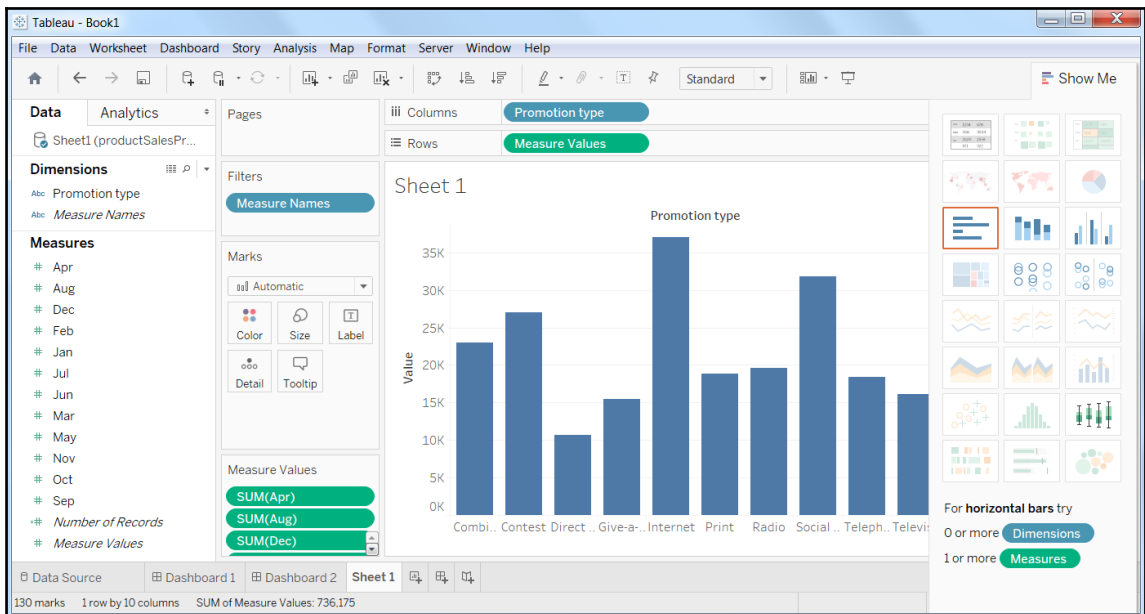 Tableau - Book1
File Data Worksheet Dashboard Story Analysis Map Format Server Window Help
Standard
Show Me
Data Analytics
Sheet1 (productSalesPr...
Dimensions
Abc Promotion type
Abc Measure Names
Measures
# Apr
# Aug
# Dec
# Feb
# Jan
# Jul
# Jun
# Mar
# May
# Nov
# Oct
# Sep
=# Number of Records
# Measure Values
Pages
Filters
Measure Names
Marks
Automatic
Color Size Label
Detail Tooltip
Measure Values
SUM(Apr)
SUM(Aug)
SUM(Dec)
Columns Promotion type
Rows Measure Values
Sheet 1
Promotion type
Value
35K
30K
25K
20K
15K
10K
5K
0K
Combi.. Contest Direct .. Give-a-.. Internet Print Radio Social .. Teleph.. Televis
For horizontal bars try
0 or more Dimensions
1 or more Measures
Data Source Dashboard 1 Dashboard 2 Sheet 1
130 marks 1 row by 10 columns SUM of Measure Values: 736,175